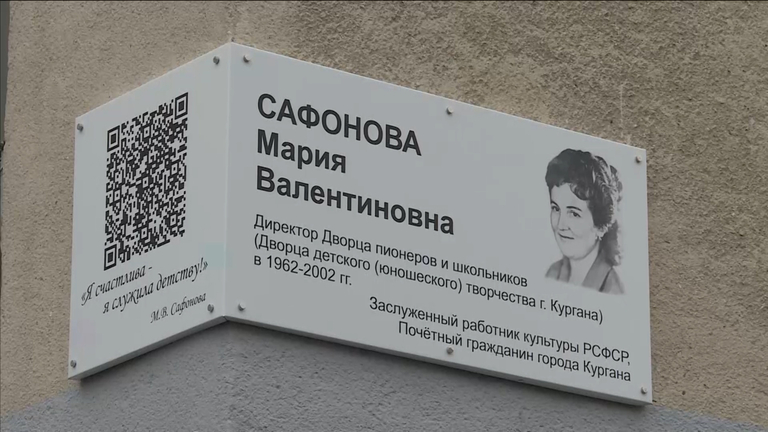 «Я счастлива -
я служила детству!»
М.В. Сафонова
САФОНОВА
Мария
Валентиновна
Директор Дворца пионеров и школьников
(Дворца детского (юношеского) творчества г. Кургана)
в 1962-2002 гг.
Заслуженный работник культуры РСФСР,
Почётный гражданин города Кургана